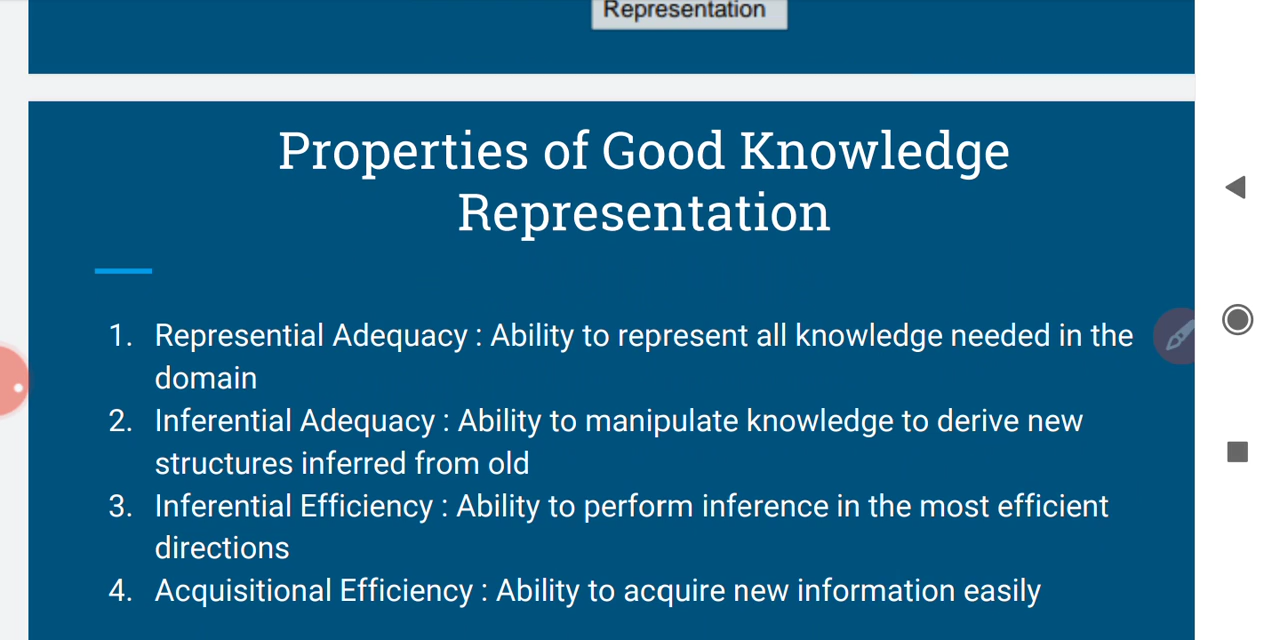 Representation
Properties of Good Knowledge
Representation
1. Represential Adequacy : Ability to represent all knowledge needed in the
domain
2. Inferential Adequacy : Ability to manipulate knowledge to derive new
structures inferred from old
3. Inferential Efficiency : Ability to perform inference in the most efficient
directions
4. Acquisitional Efficiency : Ability to acquire new information easily